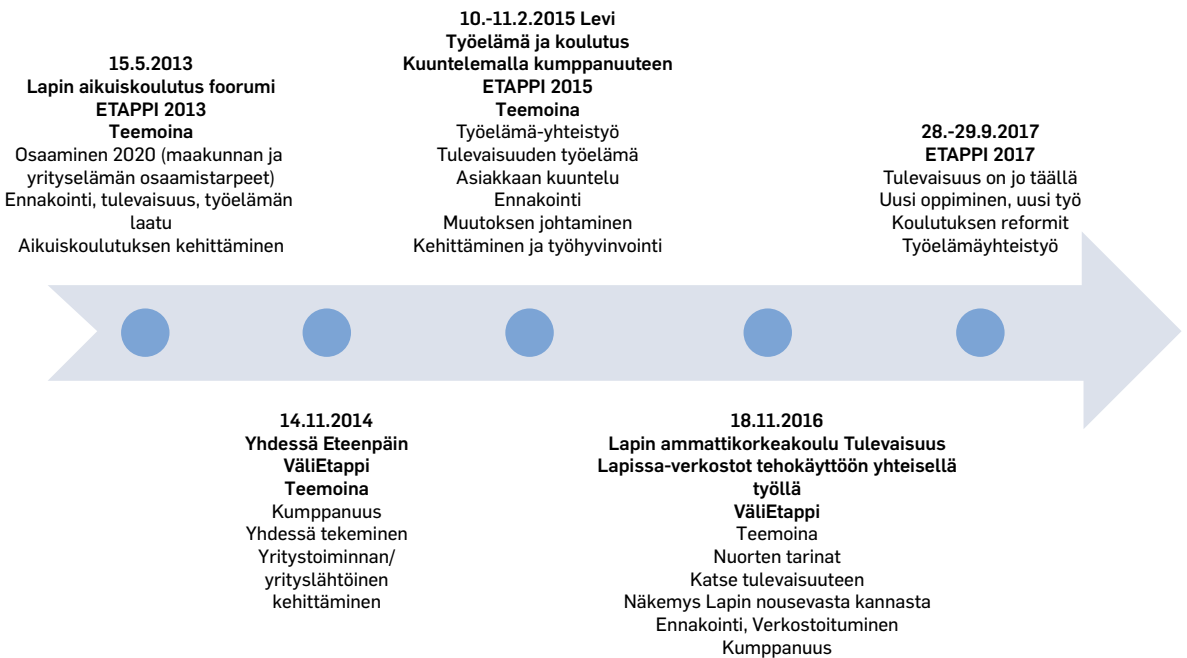 15.5.2013
Lapin aikuiskoulutus foorumi
ETAPPI 2013
Teemoina
Osaaminen 2020 (maakunnan ja
yrityselämän osaamistarpeet)
Ennakointi, tulevaisuus, työelämän
laatu
Aikuiskoulutuksen kehittäminen
10.-11.2.2015 Levi
Työelämä ja koulutus
Kuuntelemalla kumppanuuteen
ETAPPI 2015
Teemoina
Työelämä-yhteistyö
Tulevaisuuden työelämä
Asiakkaan kuuntelu
Ennakointi
Muutoksen johtaminen
Kehittäminen ja työhyvinvointi
28.-29.9.2017
ETAPPI 2017
Tulevaisuus on jo täällä
Uusi oppiminen, uusi työ
Koulutuksen reformit
Työelämäyhteistyö
14.11.2014
Yhdessä Eteenpäin
VäliEtappi
Teemoina
Kumppanuus
Yhdessä tekeminen
Yritystoiminnan/
yrityslähtöinen
kehittäminen
18.11.2016
Lapin ammattikorkeakoulu Tulevaisuus
Lapissa-verkostot tehokäyttöön yhteisellä
työllä
VäliEtappi
Teemoina
Nuorten tarinat
Katse tulevaisuuteen
Näkemys Lapin nousevasta kannasta
Ennakointi, Verkostoituminen
Kumppanuus